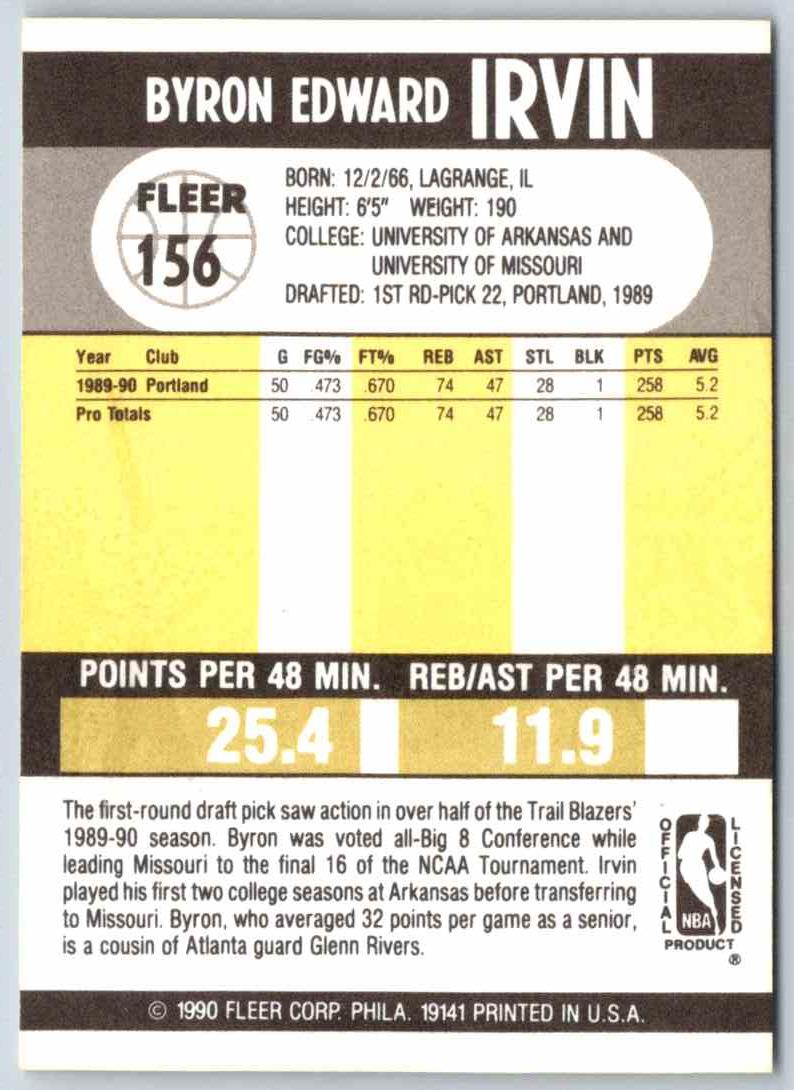 BYRON EDWARD IRVIN
FLEER
156
BORN: 12/2/66, LAGRANGE, IL
HEIGHT: 6'5" WEIGHT: 190
COLLEGE: UNIVERSITY OF ARKANSAS AND
UNIVERSITY OF MISSOURI
DRAFTED: 1ST RD-PICK 22, PORTLAND, 1989
Year Club G FG% FT% REB AST STL BLK PTS AVG
1989-90 Portland 50 .473 .670 74 47 28 1 258 5.2
Pro Totals 50 .473 .670 74 47 28 1 258 5.2
POINTS PER 48 MIN. REB/AST PER 48 MIN.
25.4 11.9
The first-round draft pick saw action in over half of the Trail Blazers'
1989-90 season. Byron was voted all-Big 8 Conference while
leading Missouri to the final 16 of the NCAA Tournament. Irvin
played his first two college seasons at Arkansas before transferring
to Missouri. Byron, who averaged 32 points per game as a senior,
is a cousin of Atlanta guard Glenn Rivers.
OFFICIAL
NBA
LICENSED
PRODUCT
®
© 1990 FLEER CORP. PHILA. 19141 PRINTED IN U.S.A.